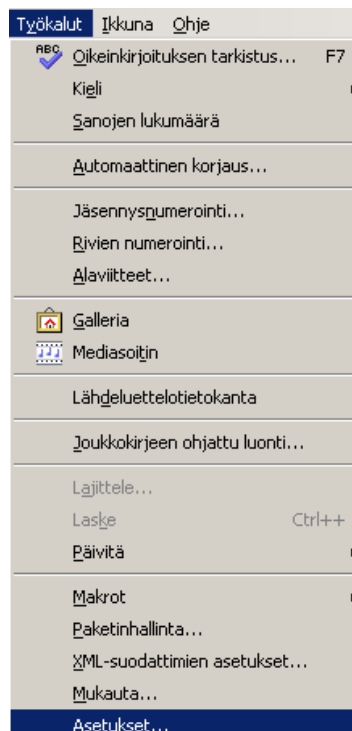 Työkalut Ikkuna Ohje
ABC Oikeinkirjoituksen tarkistus... F7
Kieli
Sanojen lukumäärä
Automaattinen korjaus...
Jäsennysnumerointi...
Rivien numerointi...
Alaviitteet...
Galleria
Mediasoitin
Lähdeluettelotietokanta
Joukkokirjeen ohjattu luonti...
Lajittele...
Laske Ctrl++
Päivitä
Makrot
Paketinhallinta...
XML-suodattimien asetukset...
Mukauta...
Asetukset...